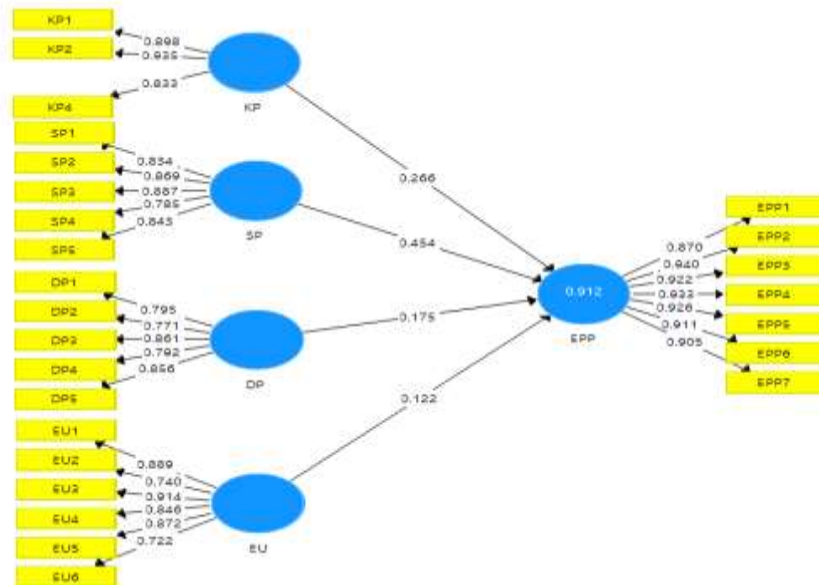 KP1
KP2
KP4
0.898
0.935
0.833
KP
SP1
SP2
SP3
SP4
SP5
0.834
0.869
0.887
0.785
0.843
SP
DP1
DP2
DP3
DP4
DP5
0.795
0.771
0.861
0.792
0.856
DP
EU1
EU2
EU3
EU4
EU5
EU6
0.889
0.740
0.914
0.846
0.872
0.722
EU
0.266
0.454
0.175
0.122
0.912
EPP
0.870
0.940
0.922
0.933
0.926
0.911
0.905
EPP1
EPP2
EPP3
EPP4
EPP5
EPP6
EPP7